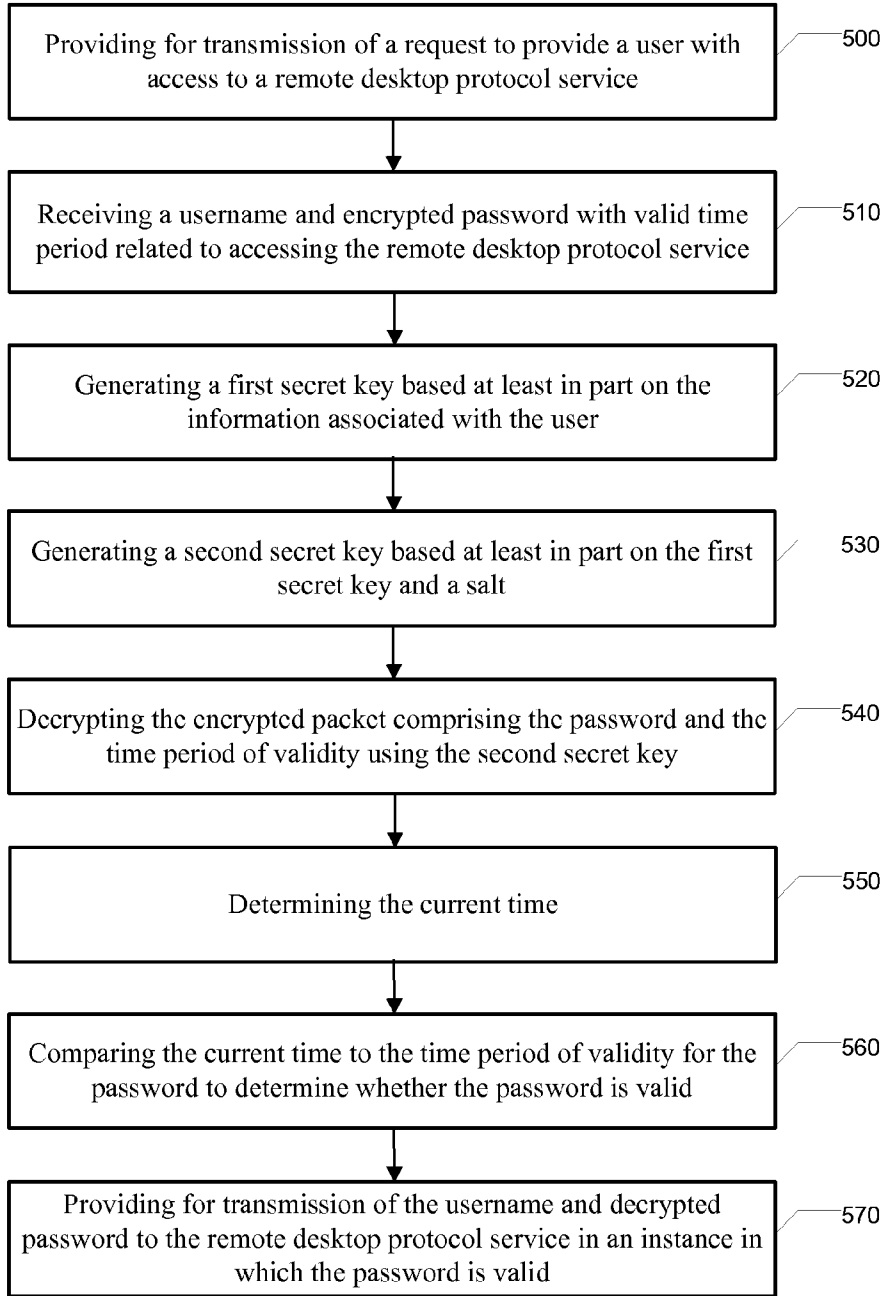 Providing for transmission of a request to provide a user with
access to a remote desktop protocol service
500
Receiving a username and encrypted password with valid time
period related to accessing the remote desktop protocol service
510
Generating a first secret key based at least in part on the
information associated with the user
520
Generating a second secret key based at least in part on the first
secret key and a salt
530
Decrypting the encrypted packet comprising the password and the
time period of validity using the second secret key
540
Determining the current time
550
Comparing the current time to the time period of validity for the
password to determine whether the password is valid
560
Providing for transmission of the username and decrypted
password to the remote desktop protocol service in an instance in
which the password is valid
570